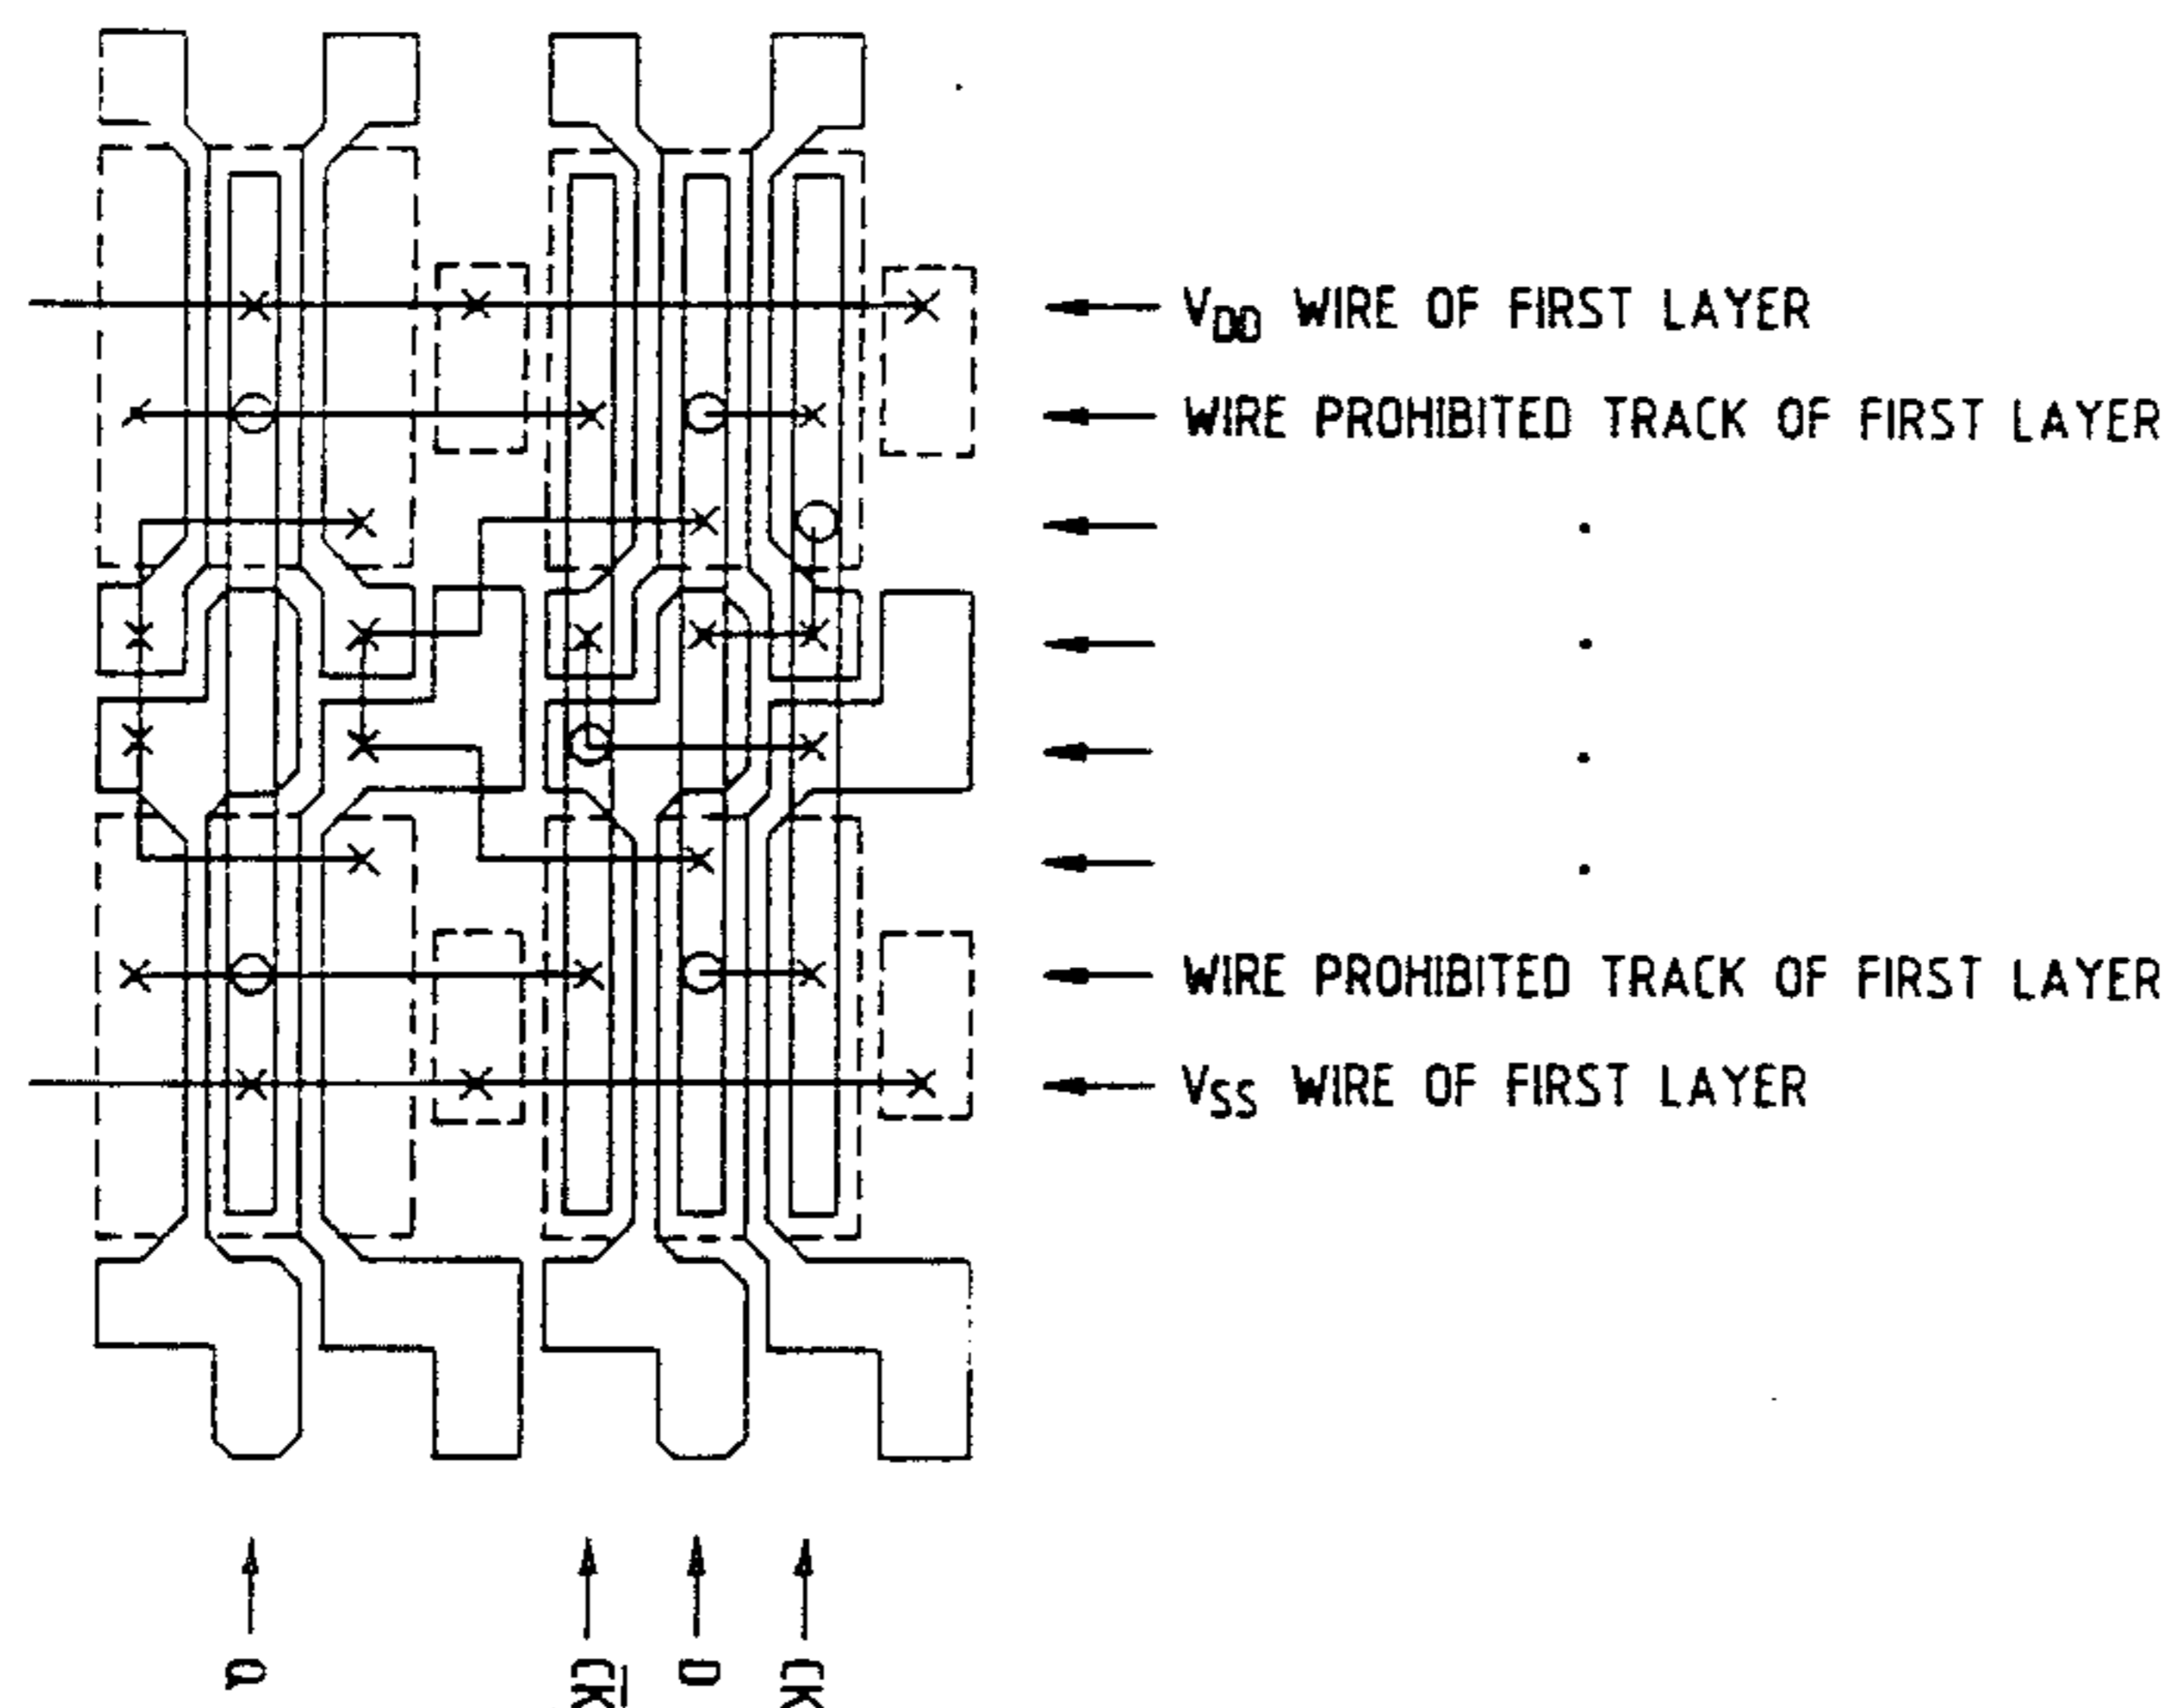 V_DD WIRE OF FIRST LAYER
WIRE PROHIBITED TRACK OF FIRST LAYER
WIRE PROHIBITED TRACK OF FIRST LAYER
V_SS WIRE OF FIRST LAYER
Q
C̅K̅
D
CK